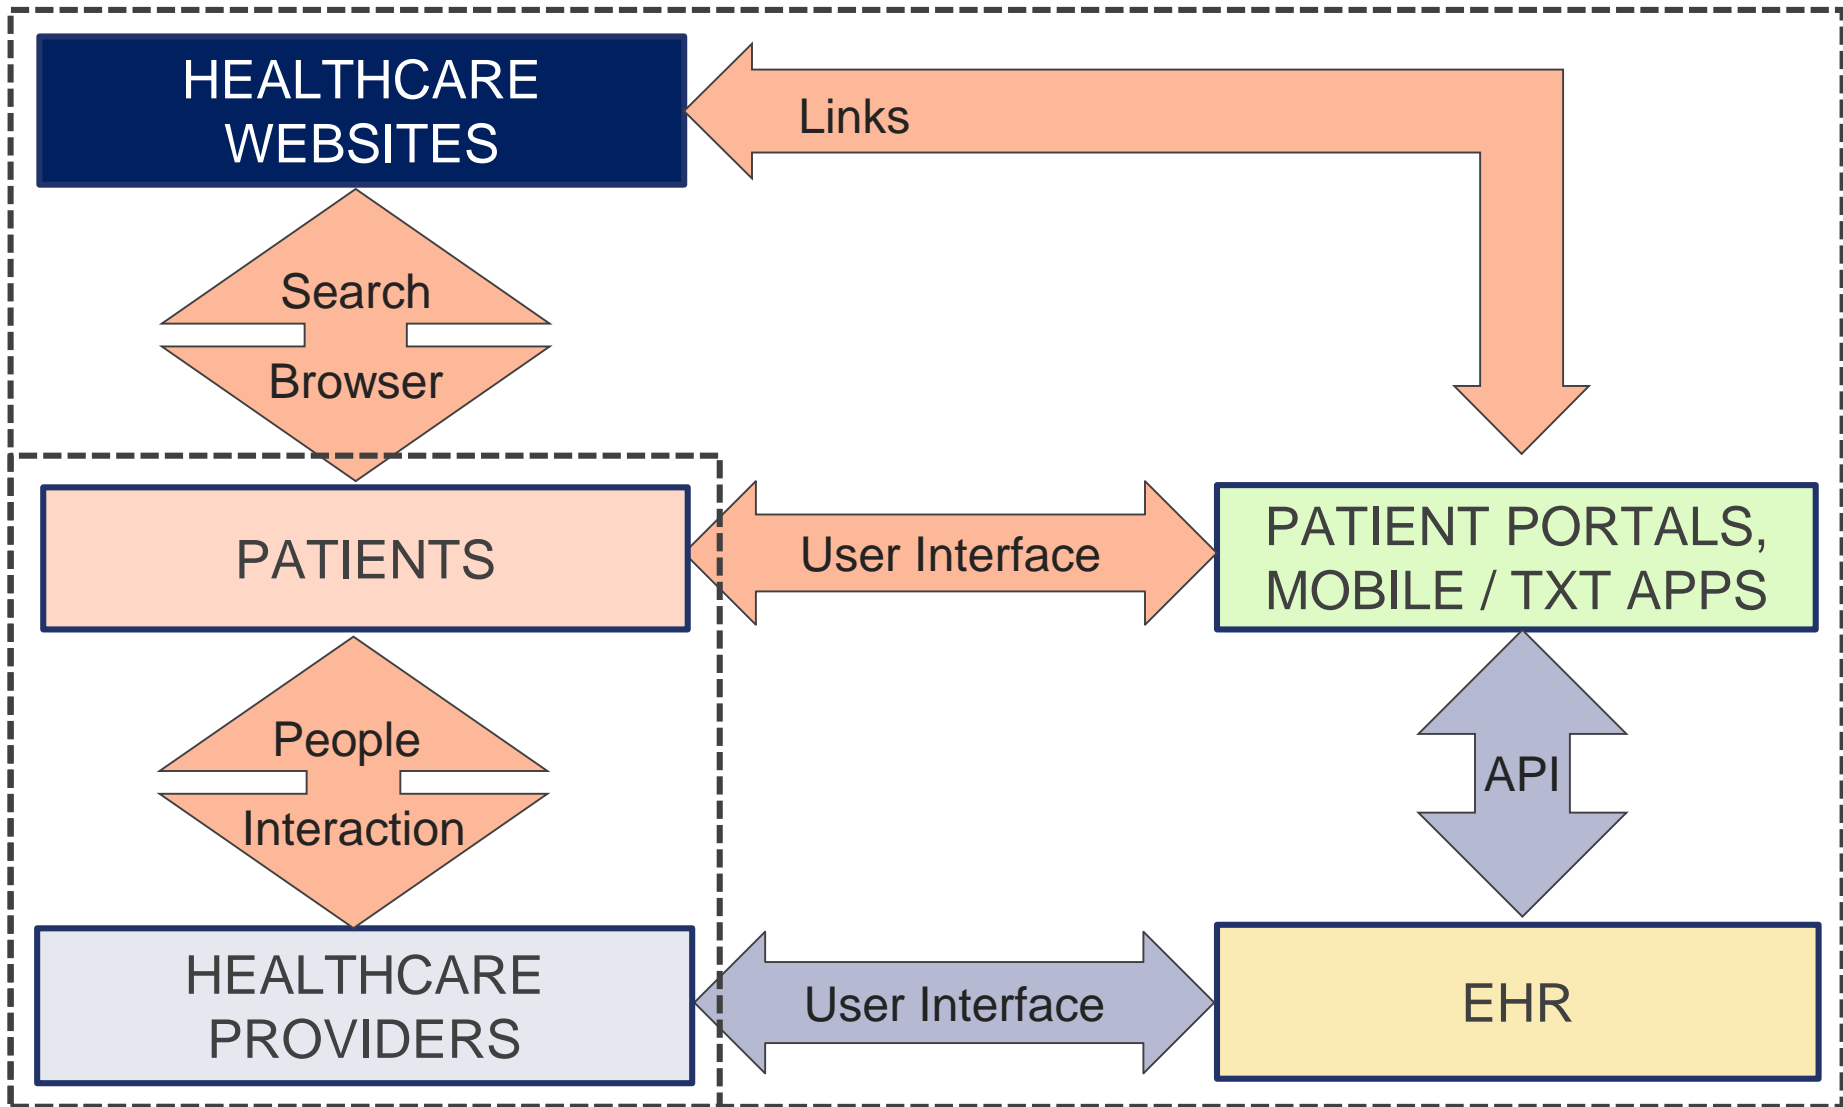 HEALTHCARE
WEBSITES
Links
Search
Browser
PATIENTS
User Interface
PATIENT PORTALS,
MOBILE / TXT APPS
People
Interaction
API
HEALTHCARE
PROVIDERS
User Interface
EHR